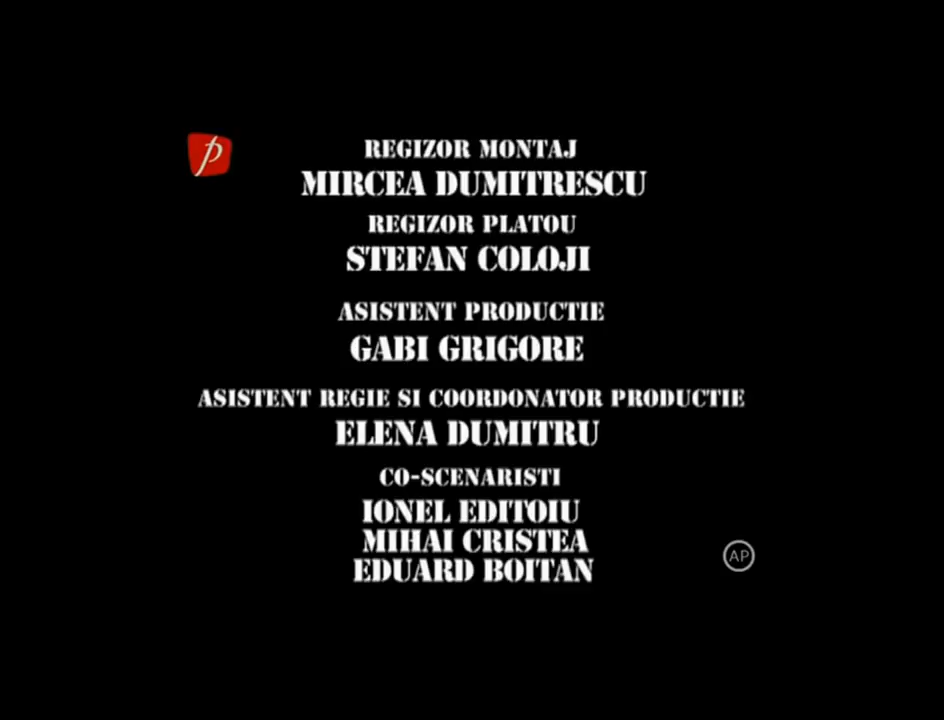 p
REGIZOR MONTAJ
MIRCEA DUMITRESCU
REGIZOR PLATOU
STEFAN COLOJI
ASISTENT PRODUCTIE
GABI GRIGORE
ASISTENT REGIE SI COORDONATOR PRODUCTIE
ELENA DUMITRU
CO-SCENARISTI
IONEL EDITOIU
MIHAI CRISTEA
EDUARD BOITAN
AP